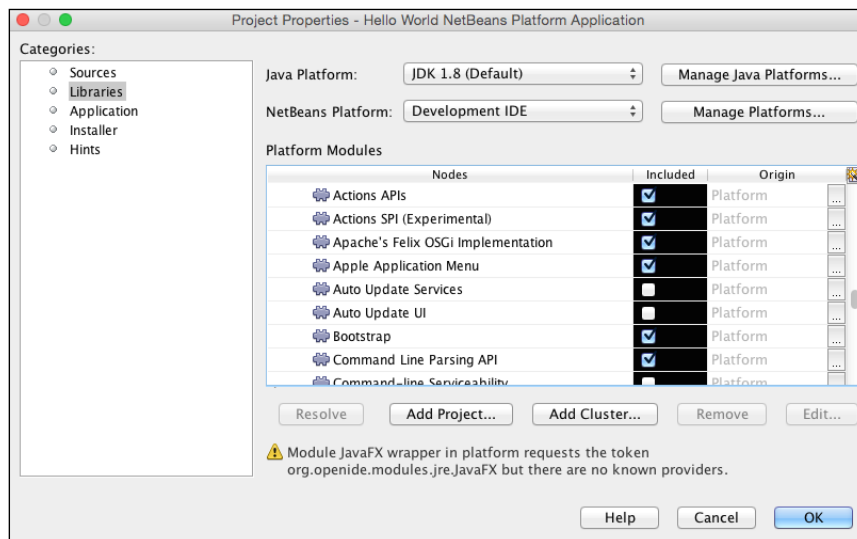 Project Properties - Hello World NetBeans Platform Application
Categories:
Sources
Libraries
Application
Installer
Hints
Java Platform: JDK 1.8 (Default) Manage Java Platforms...
NetBeans Platform: Development IDE Manage Platforms...
Platform Modules
Nodes Included Origin
Actions APIs Platform ...
Actions SPI (Experimental) Platform ...
Apache's Felix OSGi Implementation Platform ...
Apple Application Menu Platform ...
Auto Update Services Platform ...
Auto Update UI Platform ...
Bootstrap Platform ...
Command Line Parsing API Platform ...
Command-line Serviceability Platform
Resolve Add Project... Add Cluster... Remove Edit...
Module JavaFX wrapper in platform requests the token
org.openide.modules.jre.JavaFX but there are no known providers.
Help Cancel OK